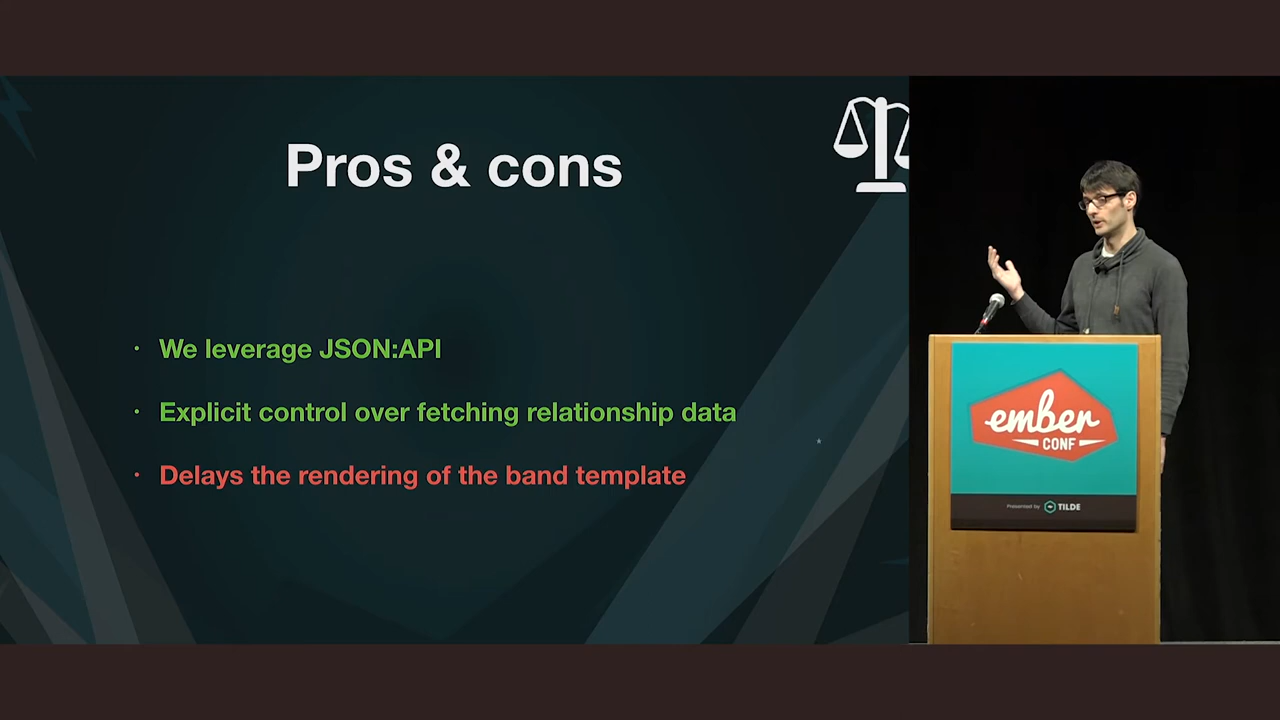 Pros & cons
· We leverage JSON:API
· Explicit control over fetching relationship data
· Delays the rendering of the band template
ember
CONF
Presented by TILDE